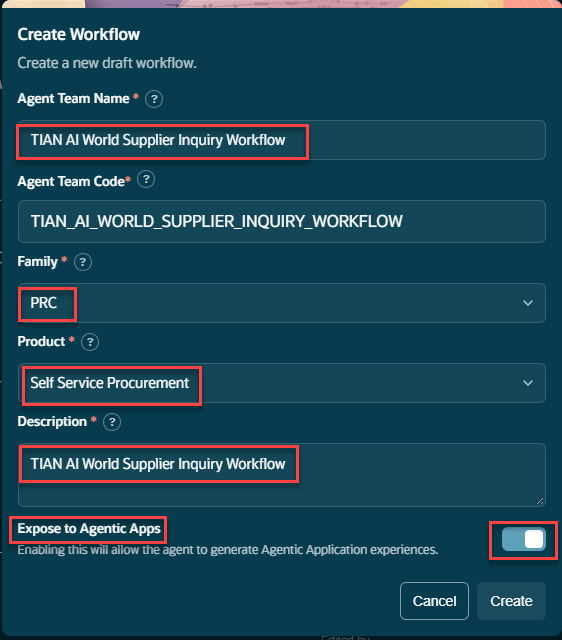 Create Workflow
Create a new draft workflow.
Agent Team Name * ?
TIAN AI World Supplier Inquiry Workflow
Agent Team Code* ?
TIAN_AI_WORLD_SUPPLIER_INQUIRY_WORKFLOW
Family * ?
PRC
Product * ?
Self Service Procurement
Description * ?
TIAN AI World Supplier Inquiry Workflow
Expose to Agentic Apps
Enabling this will allow the agent to generate Agentic Application experiences.
Cancel Create